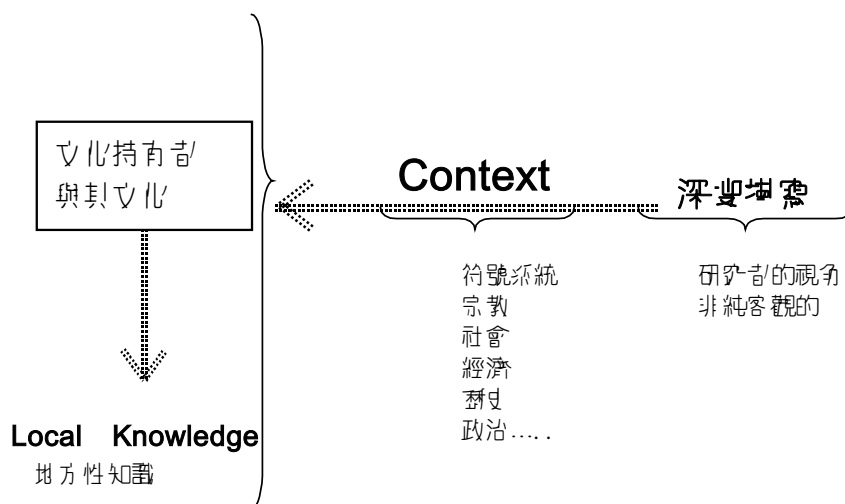 文化持有者
與其文化
Local Knowledge
地方性知識
Context
符號系統
宗教
社會
經濟
歷史
政治…..
深度描寫
研究者的視角
非純客觀的